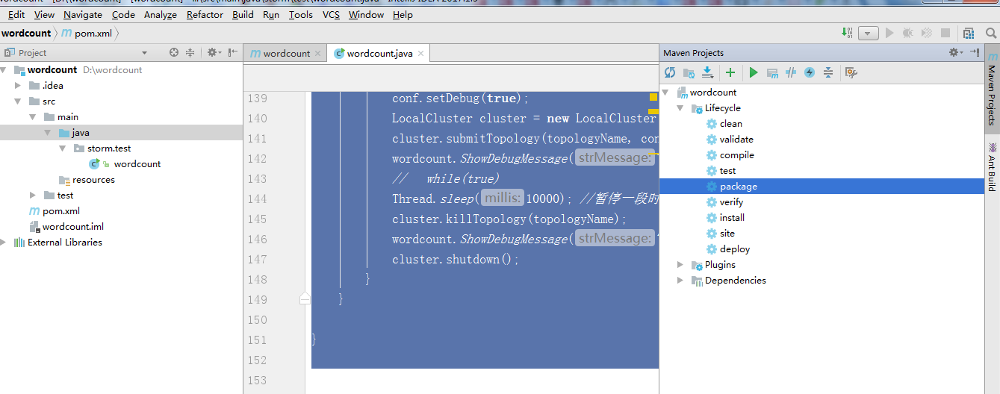 Edit View Navigate Code Analyze Refactor Build Run Tools VCS Window Help
wordcount pom.xml
Project
wordcount D:\wordcount
.idea
src
main
java
storm.test
wordcount
resources
test
pom.xml
wordcount.iml
External Libraries
wordcount wordcount.java
139 conf.setDebug(true);
140 LocalCluster cluster = new LocalCluster
141 cluster.submitTopology(topologyName, con
142 wordcount.ShowDebugMessage( strMessage:
143 // while(true)
144 Thread.sleep( millis: 10000); //暂停一段时
145 cluster.killTopology(topologyName);
146 wordcount.ShowDebugMessage( strMessage:
147 cluster.shutdown();
148 }
149 }
150
151 }
152
153
Maven Projects
wordcount
Lifecycle
clean
validate
compile
test
package
verify
install
site
deploy
Plugins
Dependencies
Maven Projects
Ant Build